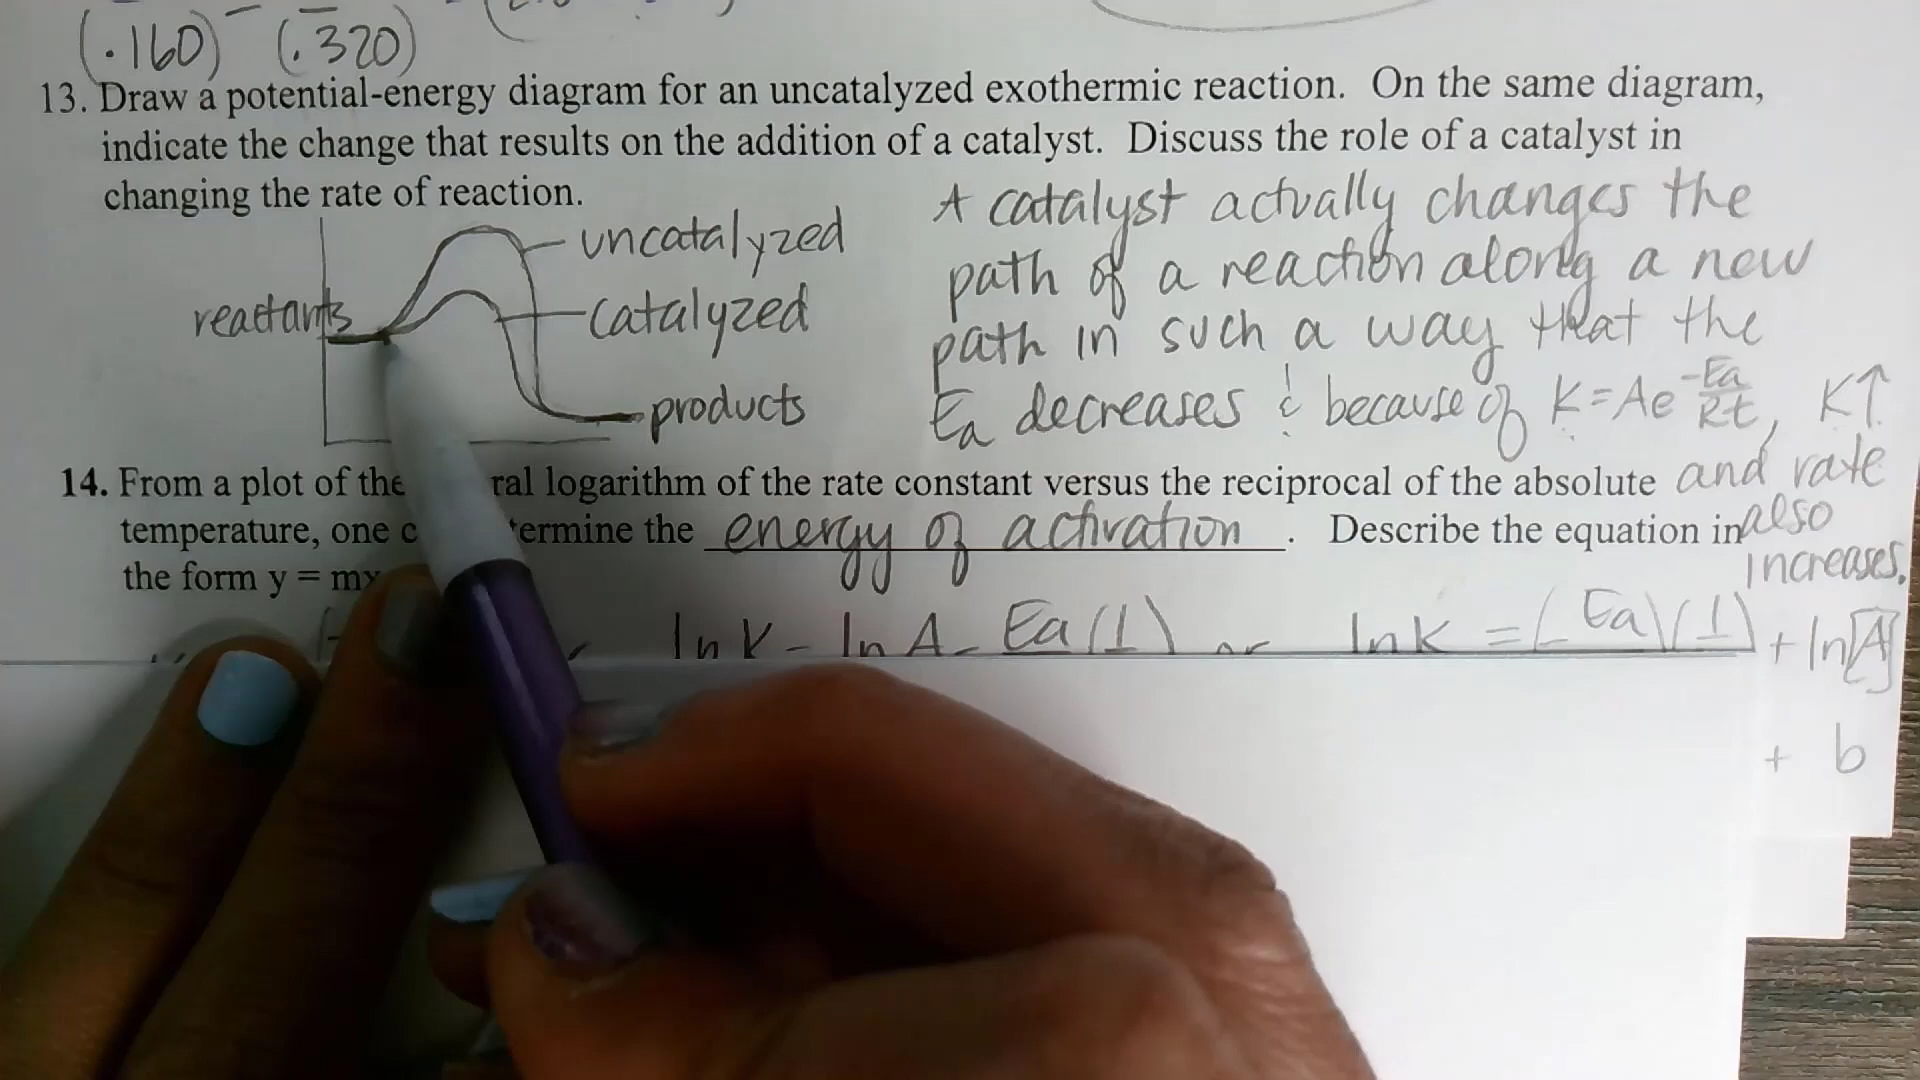 (.160) (.320)
13. Draw a potential-energy diagram for an uncatalyzed exothermic reaction. On the same diagram,
indicate the change that results on the addition of a catalyst. Discuss the role of a catalyst in
changing the rate of reaction.
uncatalyzed
reactants
catalyzed
products
A catalyst actually changes the
path of a reaction along a new
path in such a way that the
Ea decreases & because of K=Ae -Ea/Rt, K↑
and rate
also
increases.
14. From a plot of the ral logarithm of the rate constant versus the reciprocal of the absolute
temperature, one c termine the energy of activation. Describe the equation in
the form y = mx
ln K = ln A - Ea (1) or ln K = (-Ea)(1) + ln[A]
+ b